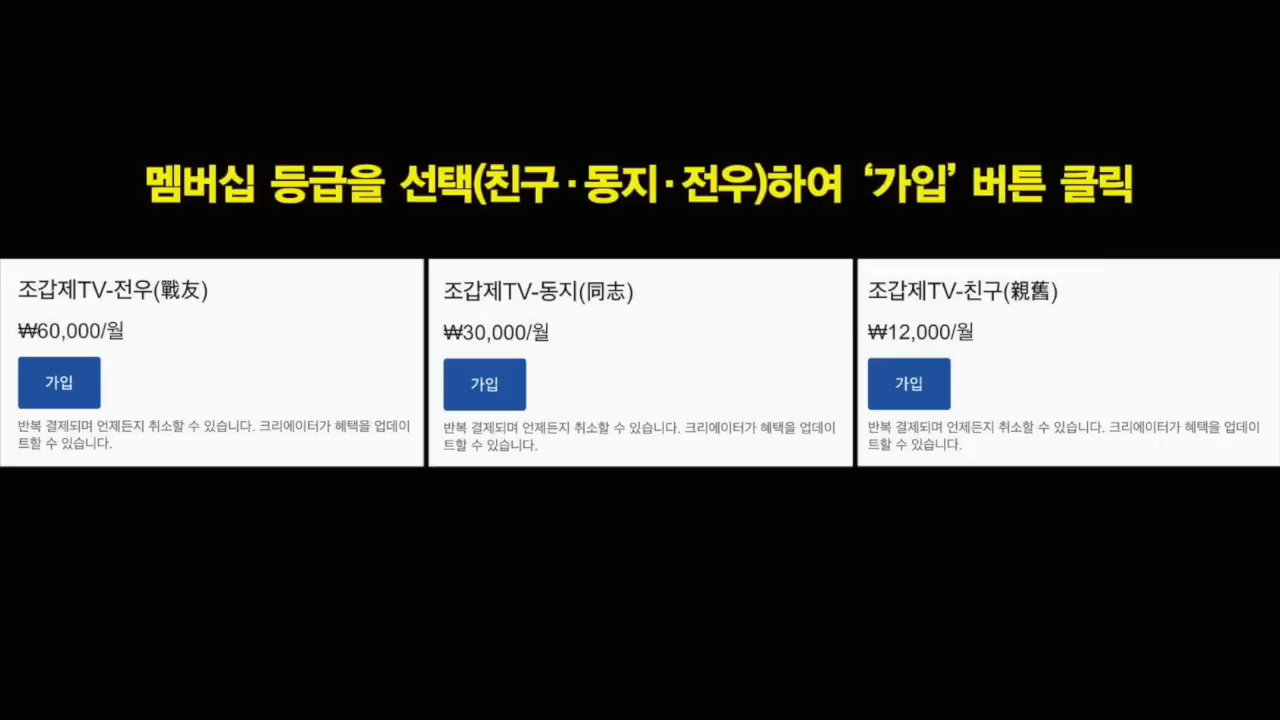 멤버십 등급을 선택(친구·동지·전우)하여 ‘가입’ 버튼 클릭
조갑제TV-전우(戰友)
₩60,000/월
가입
반복 결제되며 언제든지 취소할 수 있습니다. 크리에이터가 혜택을 업데이
트할 수 있습니다.
조갑제TV-동지(同志)
₩30,000/월
가입
반복 결제되며 언제든지 취소할 수 있습니다. 크리에이터가 혜택을 업데이
트할 수 있습니다.
조갑제TV-친구(親舊)
₩12,000/월
가입
반복 결제되며 언제든지 취소할 수 있습니다. 크리에이터가 혜택을 업데이
트할 수 있습니다.